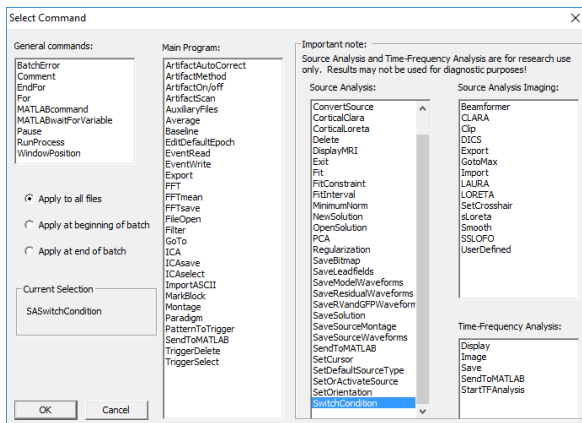 Select Command
General commands:
BatchError
Comment
EndFor
For
MATLABcommand
MATLABwaitForVariable
Pause
RunProcess
WindowPosition
Apply to all files
Apply at beginning of batch
Apply at end of batch
Current Selection
SASwitchCondition
OK
Cancel
Main Program:
ArtifactAutoCorrect
ArtifactMethod
ArtifactOn/off
ArtifactScan
AuxiliaryFiles
Average
Baseline
EditDefaultEpoch
EventRead
EventWrite
Export
FFT
FFTmean
FFTsave
FileOpen
Filter
GoTo
ICA
ICAsave
ICAselect
ImportASCII
MarkBlock
Montage
Paradigm
PatternToTrigger
SendToMATLAB
TriggerDelete
TriggerSelect
Important note:
Source Analysis and Time-Frequency Analysis are for research use
only. Results may not be used for diagnostic purposes!
Source Analysis:
ConvertSource
CorticalClara
CorticalLoreta
Delete
DisplayMRI
Exit
Fit
FitConstraint
FitInterval
MinimumNorm
NewSolution
OpenSolution
PCA
Regularization
SaveBitmap
SaveLeadfields
SaveModelWaveforms
SaveResidualWaveforms
SaveRVandGFPWaveform
SaveSolution
SaveSourceMontage
SaveSourceWaveforms
SendToMATLAB
SetCursor
SetDefaultSourceType
SetOrActivateSource
SetOrientation
SwitchCondition
Source Analysis Imaging:
Beamformer
CLARA
Clip
DICS
Export
GotoMax
Import
LAURA
LORETA
SetCrosshair
sLoreta
Smooth
SSLOFO
UserDefined
Time-Frequency Analysis:
Display
Image
Save
SendToMATLAB
StartTFAnalysis